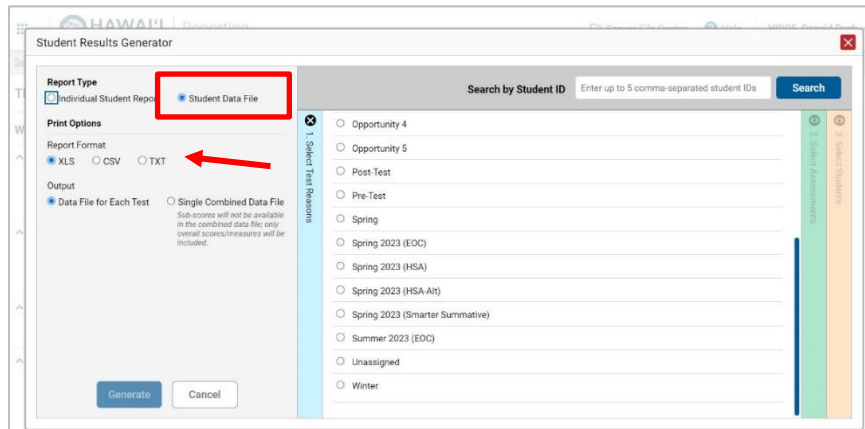 HAWAI'I Reporting
Secure File Center Help
Student Results Generator
Report Type
Individual Student Report
Student Data File
Print Options
Report Format
XLS CSV TXT
Output
Data File for Each Test
Single Combined Data File
Sub-scores will not be available
in the combined data file; only
overall scores/measures will be
included.
Generate
Cancel
Search by Student ID
Enter up to 5 comma-separated student IDs
Search
1. Select Test Reasons
Opportunity 4
Opportunity 5
Post-Test
Pre-Test
Spring
Spring 2023 (EOC)
Spring 2023 (HSA)
Spring 2023 (HSA-Alt)
Spring 2023 (Smarter Summative)
Summer 2023 (EOC)
Unassigned
Winter
2. Select Assessments
3. Select Students